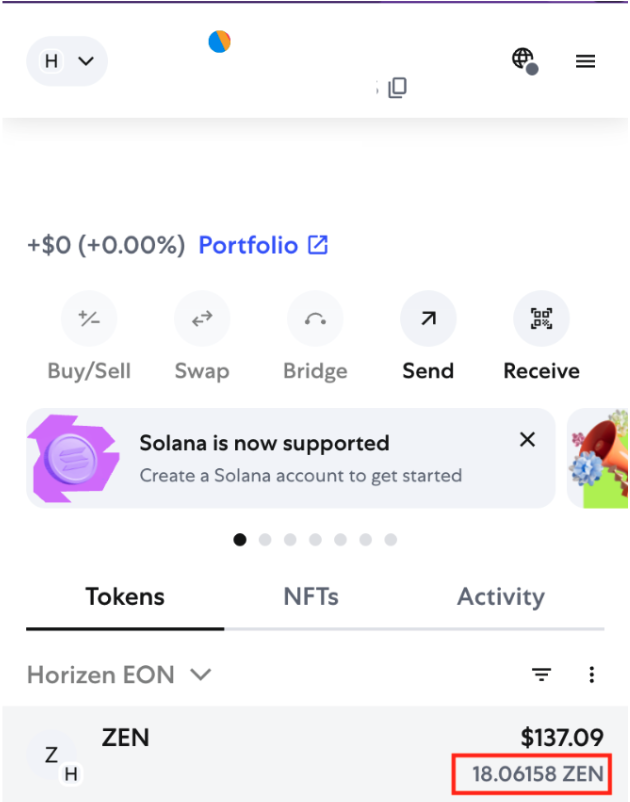 H
+$0 (+0.00%) Portfolio
Buy/Sell Swap Bridge Send Receive
Solana is now supported
Create a Solana account to get started
Tokens NFTs Activity
Horizen EON
ZEN $137.09
Z
H
18.06158 ZEN